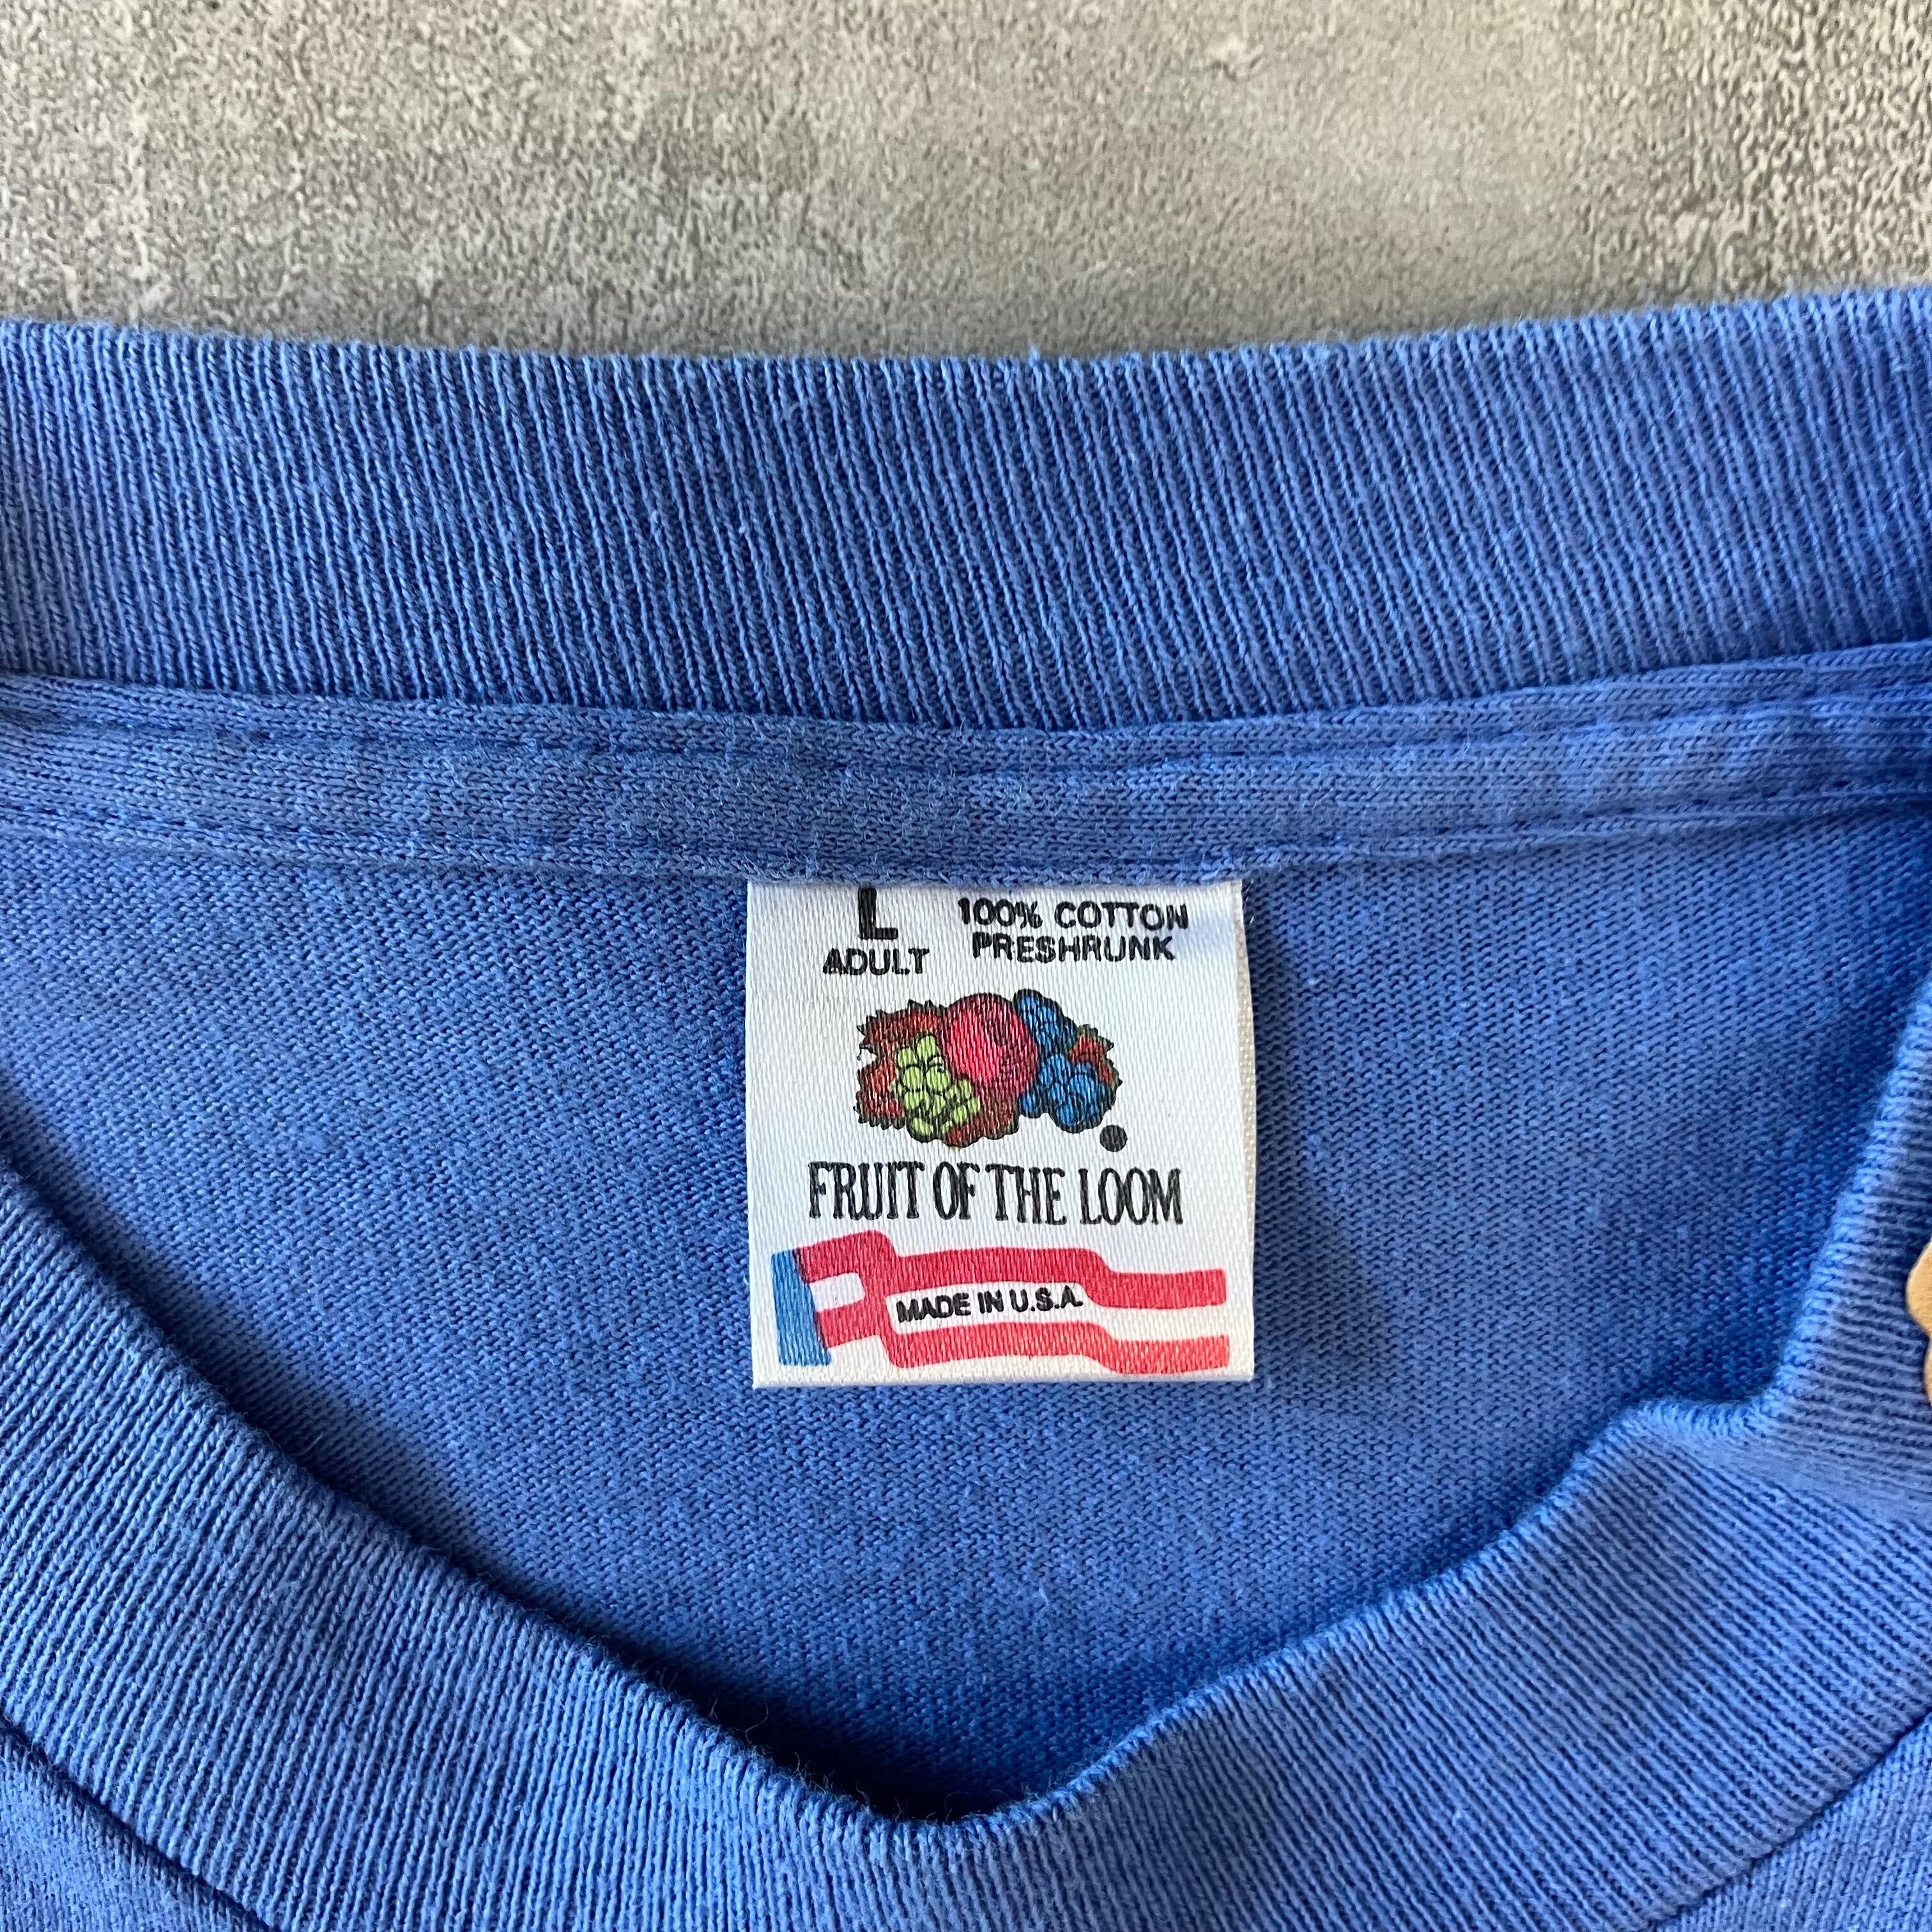 L 100% COTTON
ADULT PRESHRUNK
FRUIT OF THE LOOM
MADE IN U.S.A.